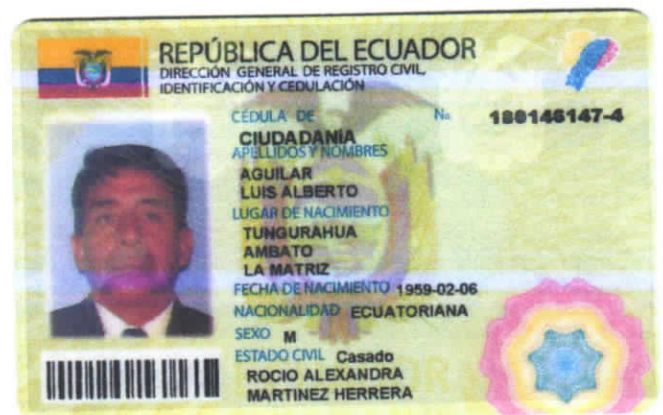 REPÚBLICA DEL ECUADOR
DIRECCIÓN GENERAL DE REGISTRO CIVIL,
IDENTIFICACIÓN Y CEDULACIÓN
CÉDULA DE No 180146147-4
CIUDADANÍA
APELLIDOS Y NOMBRES
AGUILAR
LUIS ALBERTO
LUGAR DE NACIMIENTO
TUNGURAHUA
AMBATO
LA MATRIZ
FECHA DE NACIMIENTO 1959-02-06
NACIONALIDAD ECUATORIANA
SEXO M
ESTADO CIVIL Casado
ROCIO ALEXANDRA
MARTINEZ HERRERA